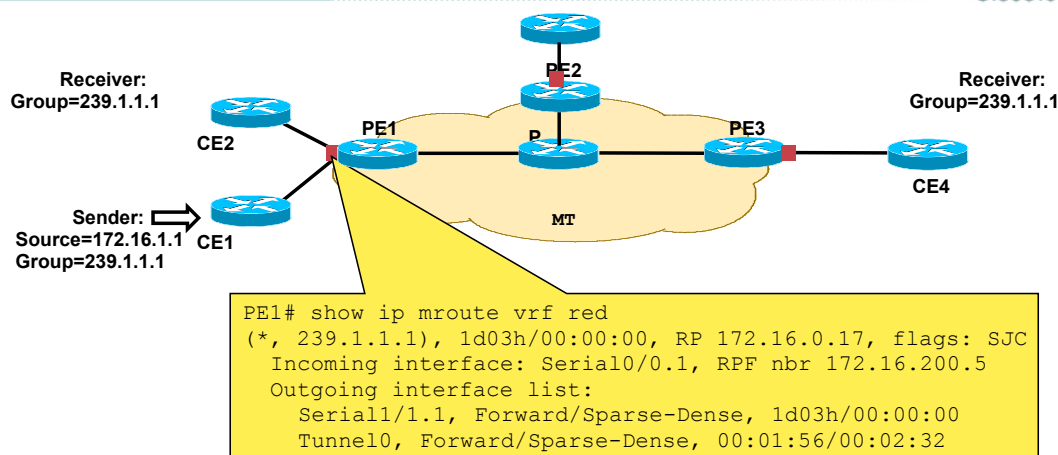 PE2
Receiver:
Group=239.1.1.1
Receiver:
Group=239.1.1.1
CE2
PE1
P
PE3
CE4
MT
Sender:
Source=172.16.1.1
Group=239.1.1.1
CE1
PE1# show ip mroute vrf red
(*, 239.1.1.1), 1d03h/00:00:00, RP 172.16.0.17, flags: SJC
Incoming interface: Serial0/0.1, RPF nbr 172.16.200.5
Outgoing interface list:
Serial1/1.1, Forward/Sparse-Dense, 1d03h/00:00:00
Tunnel0, Forward/Sparse-Dense, 00:01:56/00:02:32